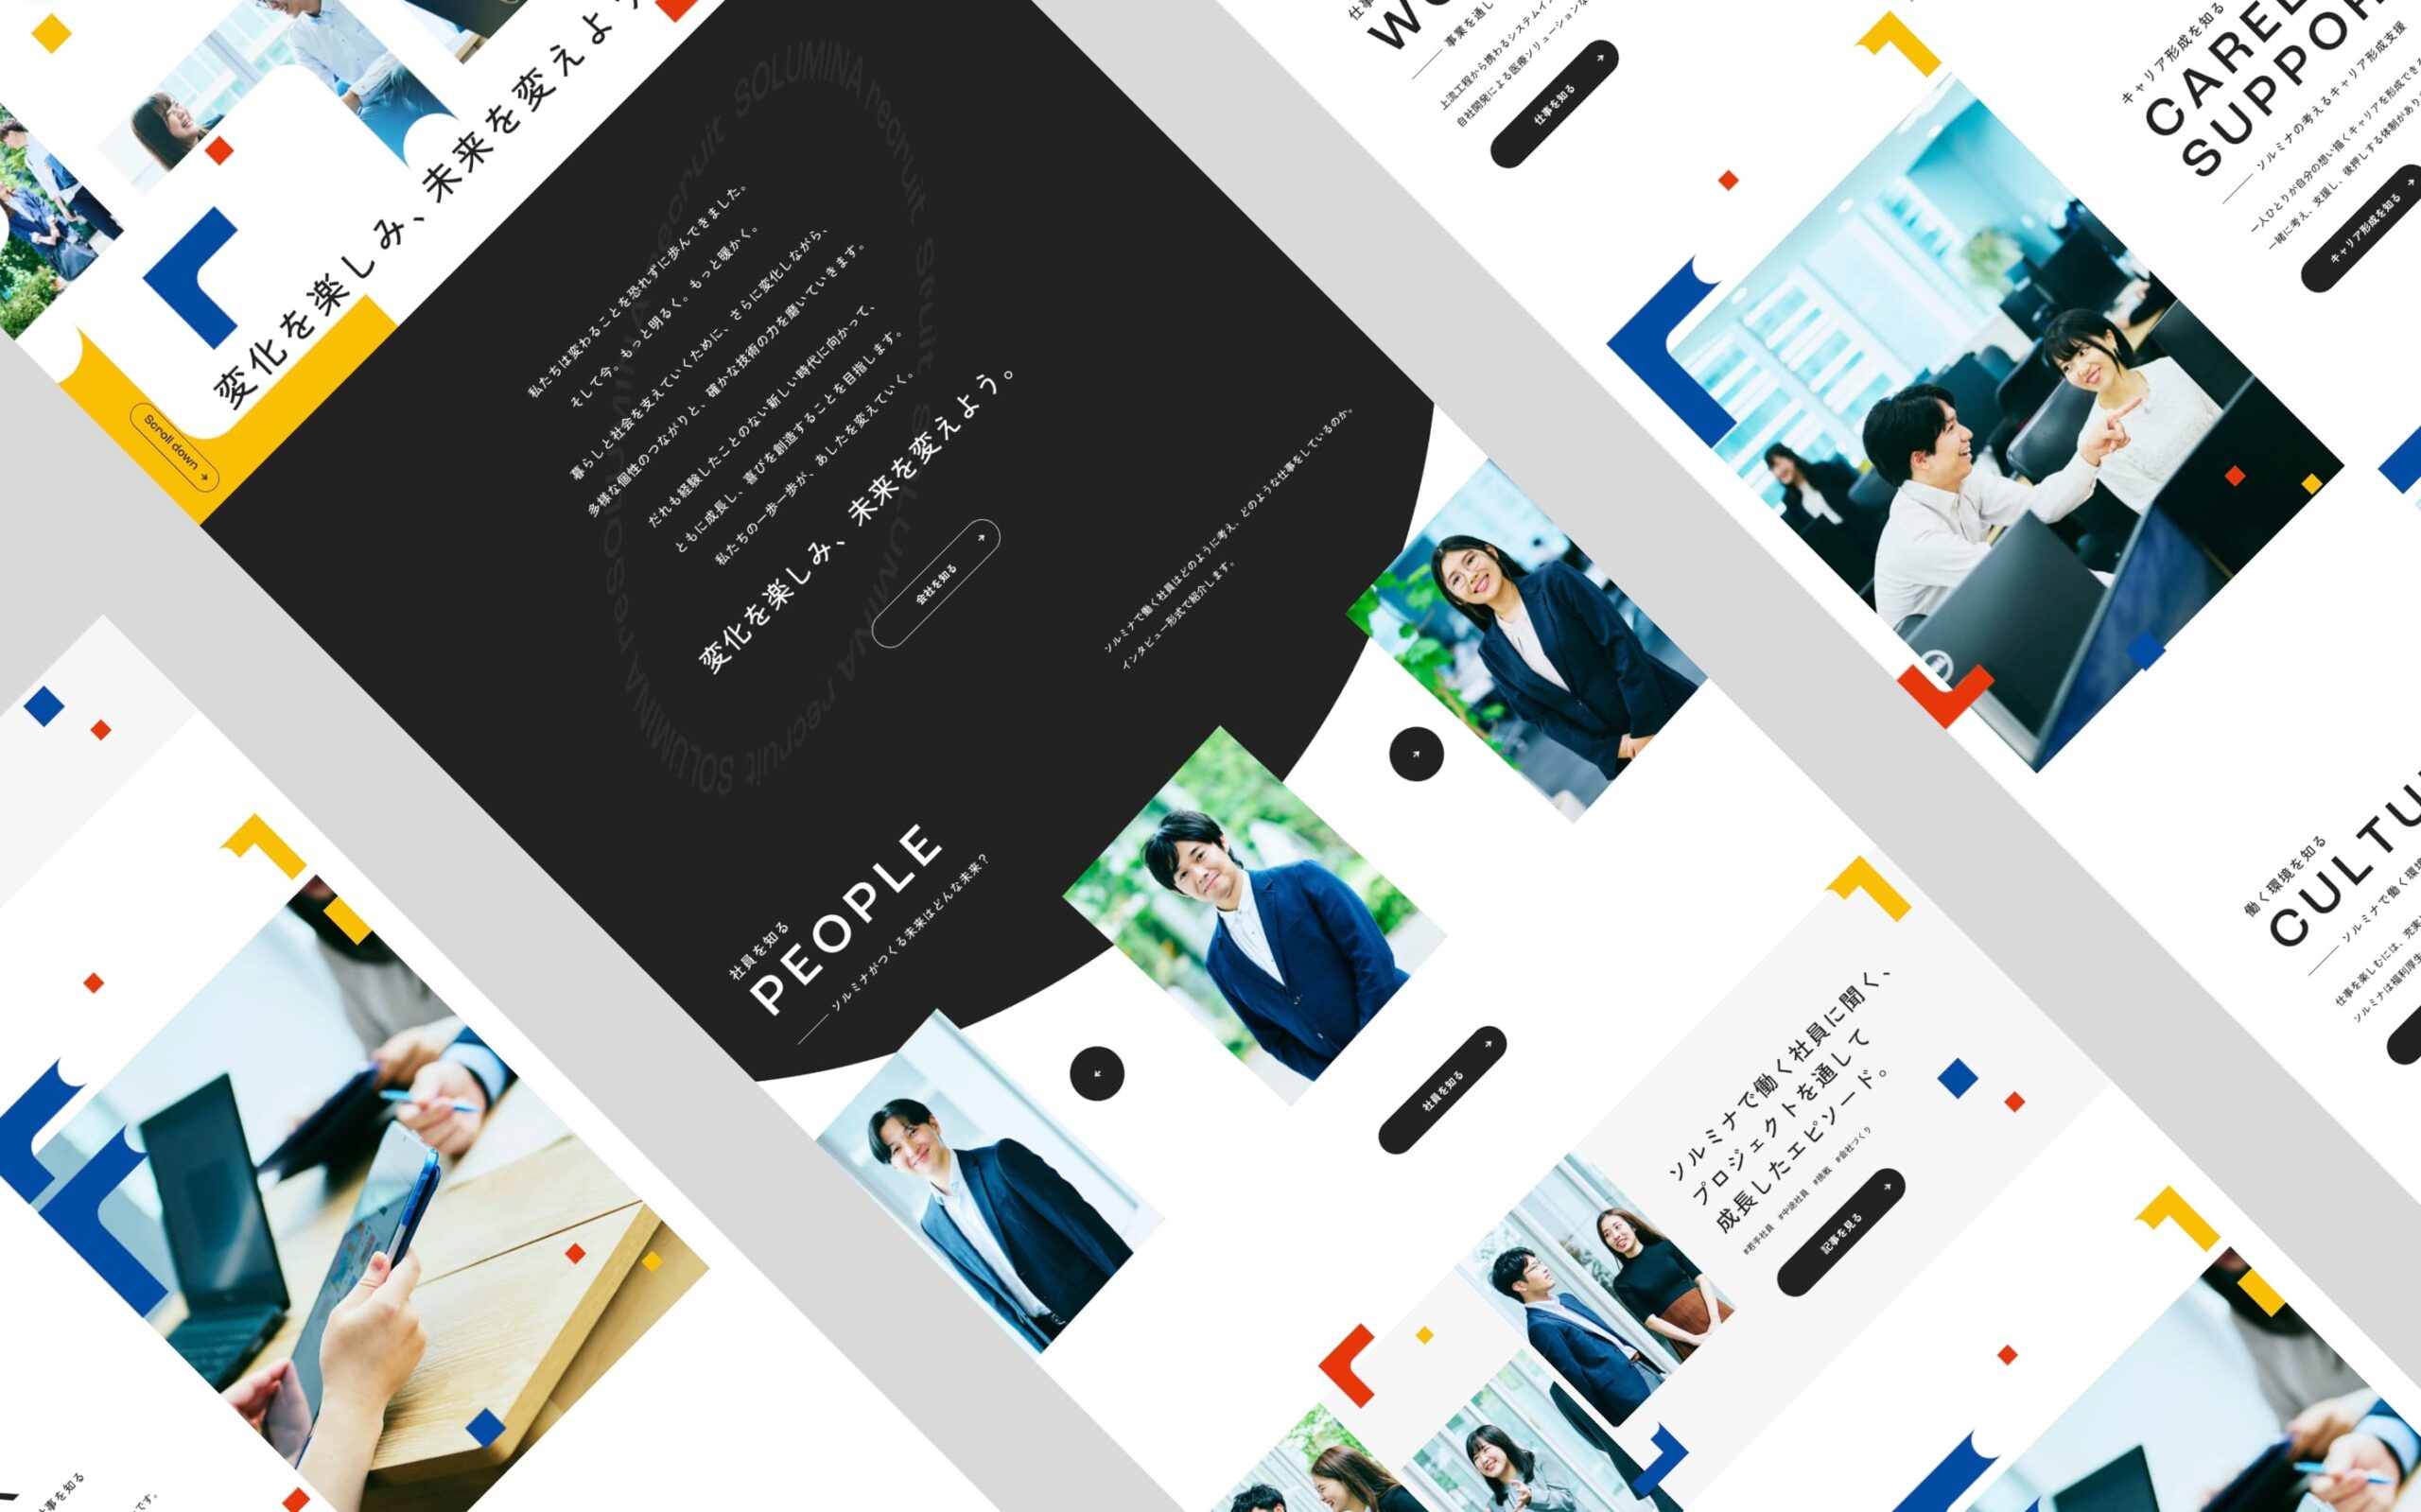 変化を楽しみ、未来を変えよう
Scroll down
SOLUMINA recruit SOLUMINA recruit SOLUMINA recruit SOLUMINA recruit
私たちは変わることを恐れずに歩んできました。
そして今。もっと明るく。もっと暖かく。
暮らしと社会を支えていくために、さらに変化しながら、
多様な個性のつながりと、確かな技術の力を磨いていきます。
だれも経験したことのない新しい時代に向かって、
ともに成長し、喜びを創造することを目指します。
私たちの一歩一歩が、あしたを変えていく。
変化を楽しみ、未来を変えよう。
会社を知る
社員を知る
PEOPLE
ソルミナがつくる未来はどんな未来?
ソルミナで働く社員はどのように考え、どのような仕事をしているのか。
インタビュー形式で紹介します。
社員を知る
ソルミナで働く社員に聞く、
プロジェクトを通して
成長したエピソード。
#若手社員 #中途社員 #挑戦 #会社づくり
記事を見る
事業を通し
上流工程から携わるシステムイン
自社開発による医療ソリューション
仕事を知る
キャリア形成を知る
CAREE
SUPPOR
ソルミナの考えるキャリア形成支援
一人ひとりが自分の想い描くキャリアを形成できる
一緒に考え、支援し、後押しする体制があり
キャリア形成を知る
働く環境を知る
CULTU
ソルミナで働く環境
仕事を楽しむには、充実
ソルミナは福利厚生
仕事を知る
です。